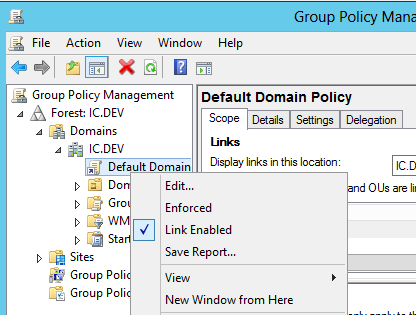 Group Policy Mana
File Action View Window Help
Group Policy Management
Forest: IC.DEV
Domains
IC.DEV
Default Domain
Dom
Grou
WM
Start
Sites
Group Polic
Group Polic
Default Domain Policy
Scope Details Settings Delegation
Links
Display links in this location:
IC.D
and OUs are lin
Edit...
Enforced
Link Enabled
Save Report...
View
New Window from Here